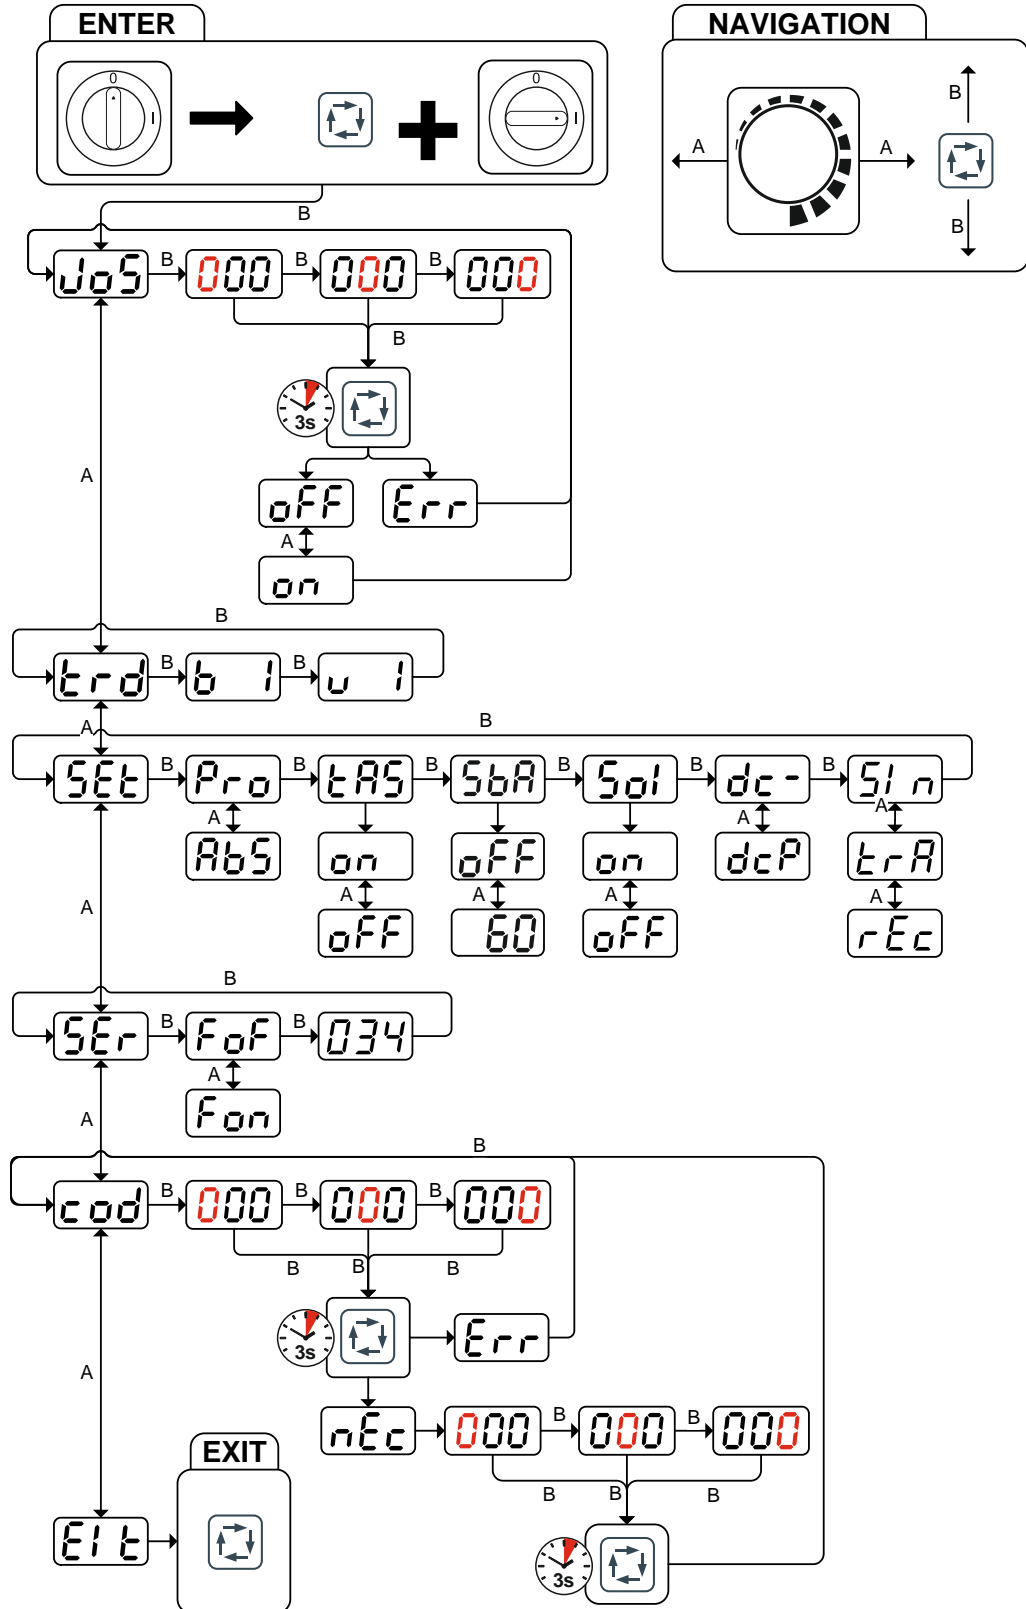 ENTER
NAVIGATION
0
I
0
I
B
A
A
B
B
JoS
B
000
B
000
B
000
B
3s
A
oFF
Err
A
on
B
trd
B
b 1
B
u 1
A
B
SEt
B
Pro
B
tAS
B
SbA
B
Sol
B
dc-
B
SI n
A
A
A
AbS
on
oFF
on
dcP
trA
A
A
A
A
A
oFF
60
oFF
rEc
B
SEr
B
FoF
B
034
A
A
Fon
B
cod
B
000
B
000
B
000
B
B
B
3s
Err
A
nEc
000
B
000
B
000
B
B
B
EXIT
EI t
3s